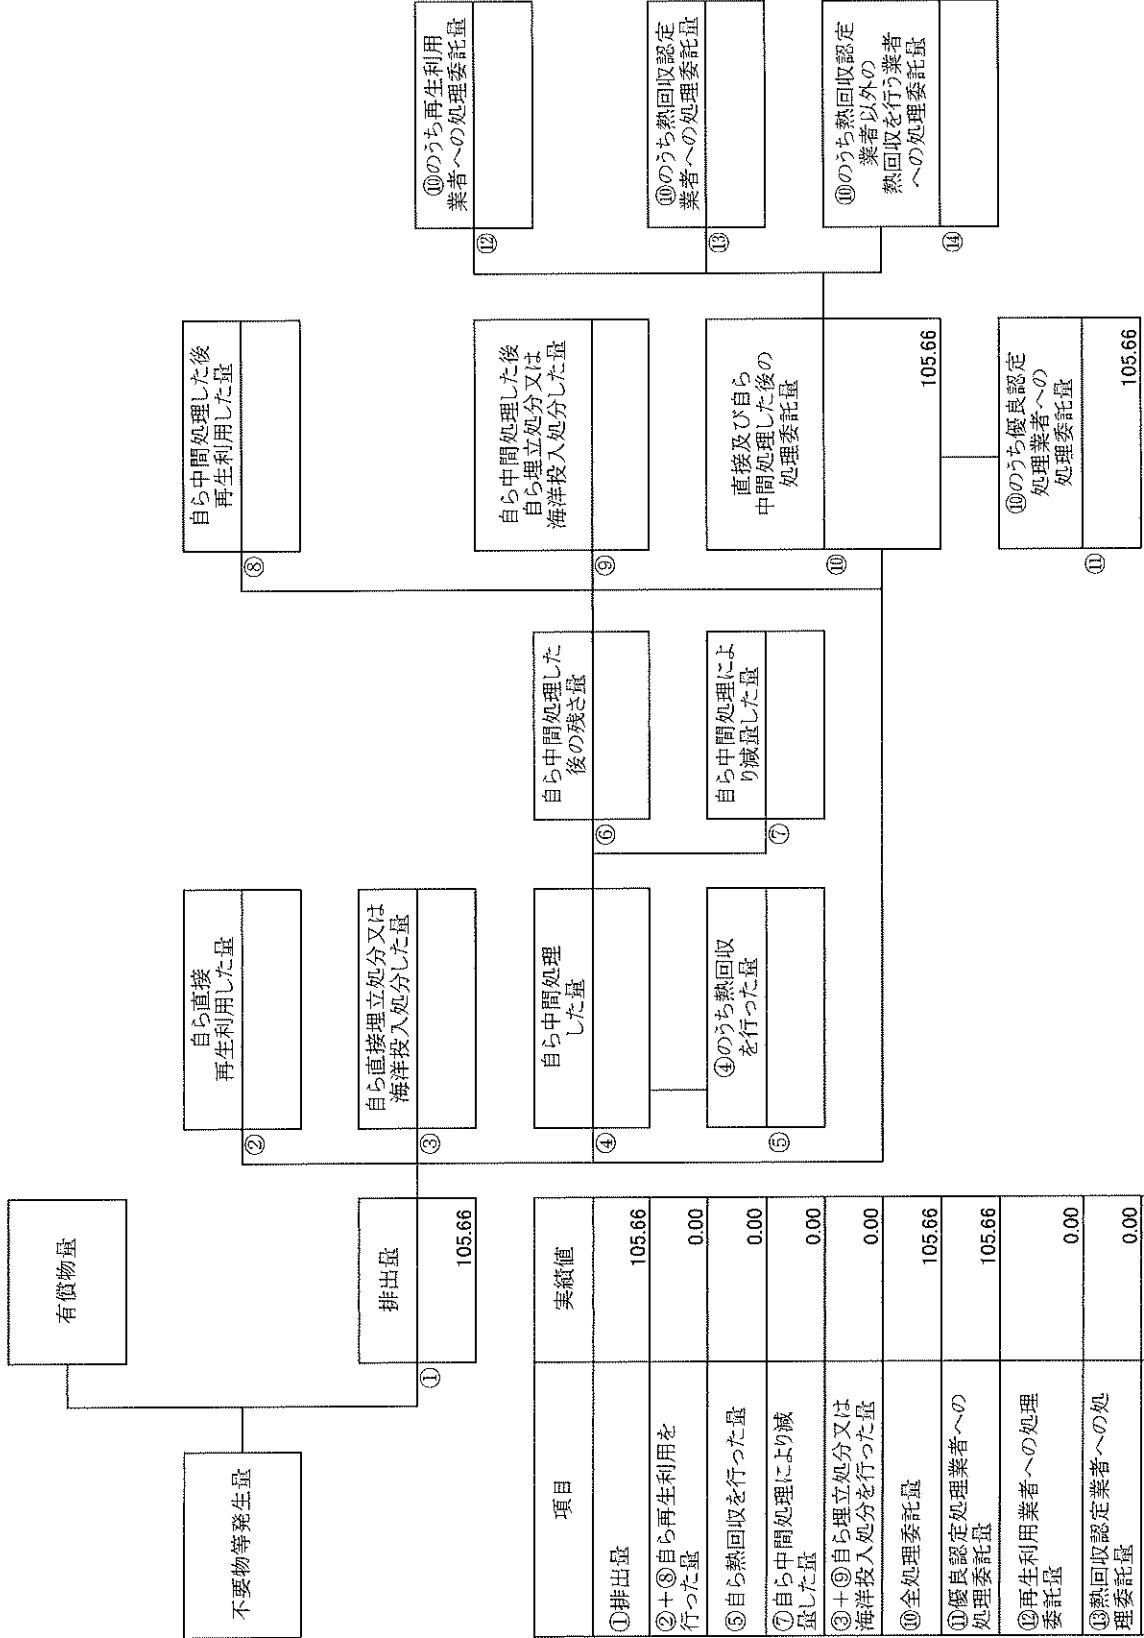 不要物等発生量
有償物量
排出量
①
105.66
自ら直接
再生利用した量
②
自ら直接埋立処分又は
海洋投入処分した量
③
自ら中間処理
した量
④
④のうち熱回収
を行った量
⑤
自ら中間処理した
後の残さ量
⑥
自ら中間処理によ
り減量した量
⑦
自ら中間処理した後
再生利用した量
⑧
自ら中間処理した後
自ら埋立処分又は
海洋投入処分した量
⑨
直接及び自ら
中間処理した後の
処理委託量
⑩
105.66
⑩のうち優良認定
処理業者への
処理委託量
⑪
105.66
⑩のうち再生利用
業者への処理委託量
⑫
⑩のうち熱回収認定
業者への処理委託量
⑬
⑩のうち熱回収認定
業者以外の
熱回収を行う業者
への処理委託量
⑭
項目 実績値
①排出量 105.66
②+⑧自ら再生利用を
行った量 0.00
⑤自ら熱回収を行った量 0.00
⑦自ら中間処理により減
量した量 0.00
③+⑨自ら埋立処分又は
海洋投入処分を行った量 0.00
⑩全処理委託量 105.66
⑪優良認定処理業者への
処理委託量 105.66
⑫再生利用業者への処理
委託量 0.00
⑬熱回収認定業者への処
理委託量 0.00